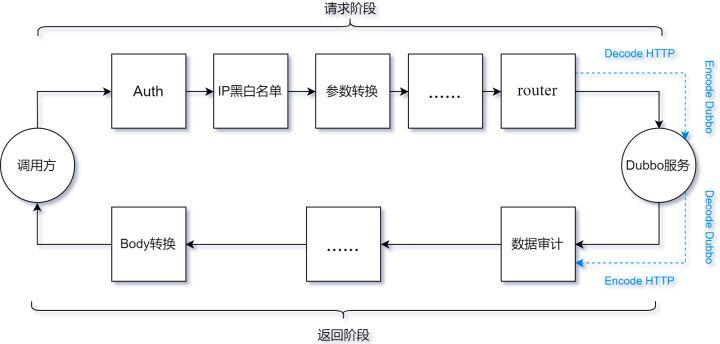 请求阶段
Decode HTTP
Encode Dubbo
Auth
IP黑白名单
参数转换
......
router
调用方
Dubbo服务
Body转换
......
数据审计
Decode Dubbo
Encode HTTP
返回阶段